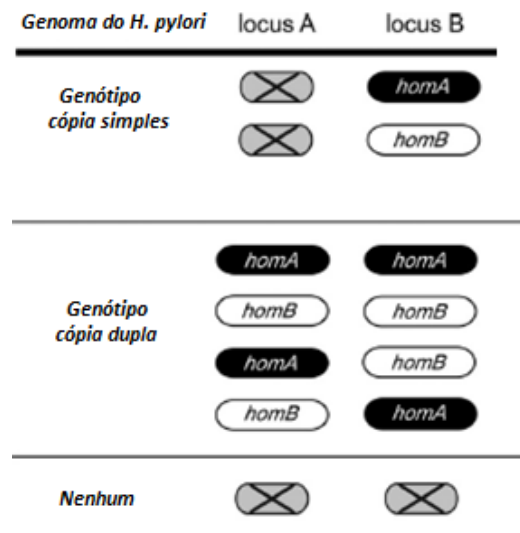 Genoma do H. pylori locus A locus B
Genótipo
cópia simples
homA
homB
homA homA
homB homB
Genótipo
cópia dupla
homA homB
homB homA
Nenhum